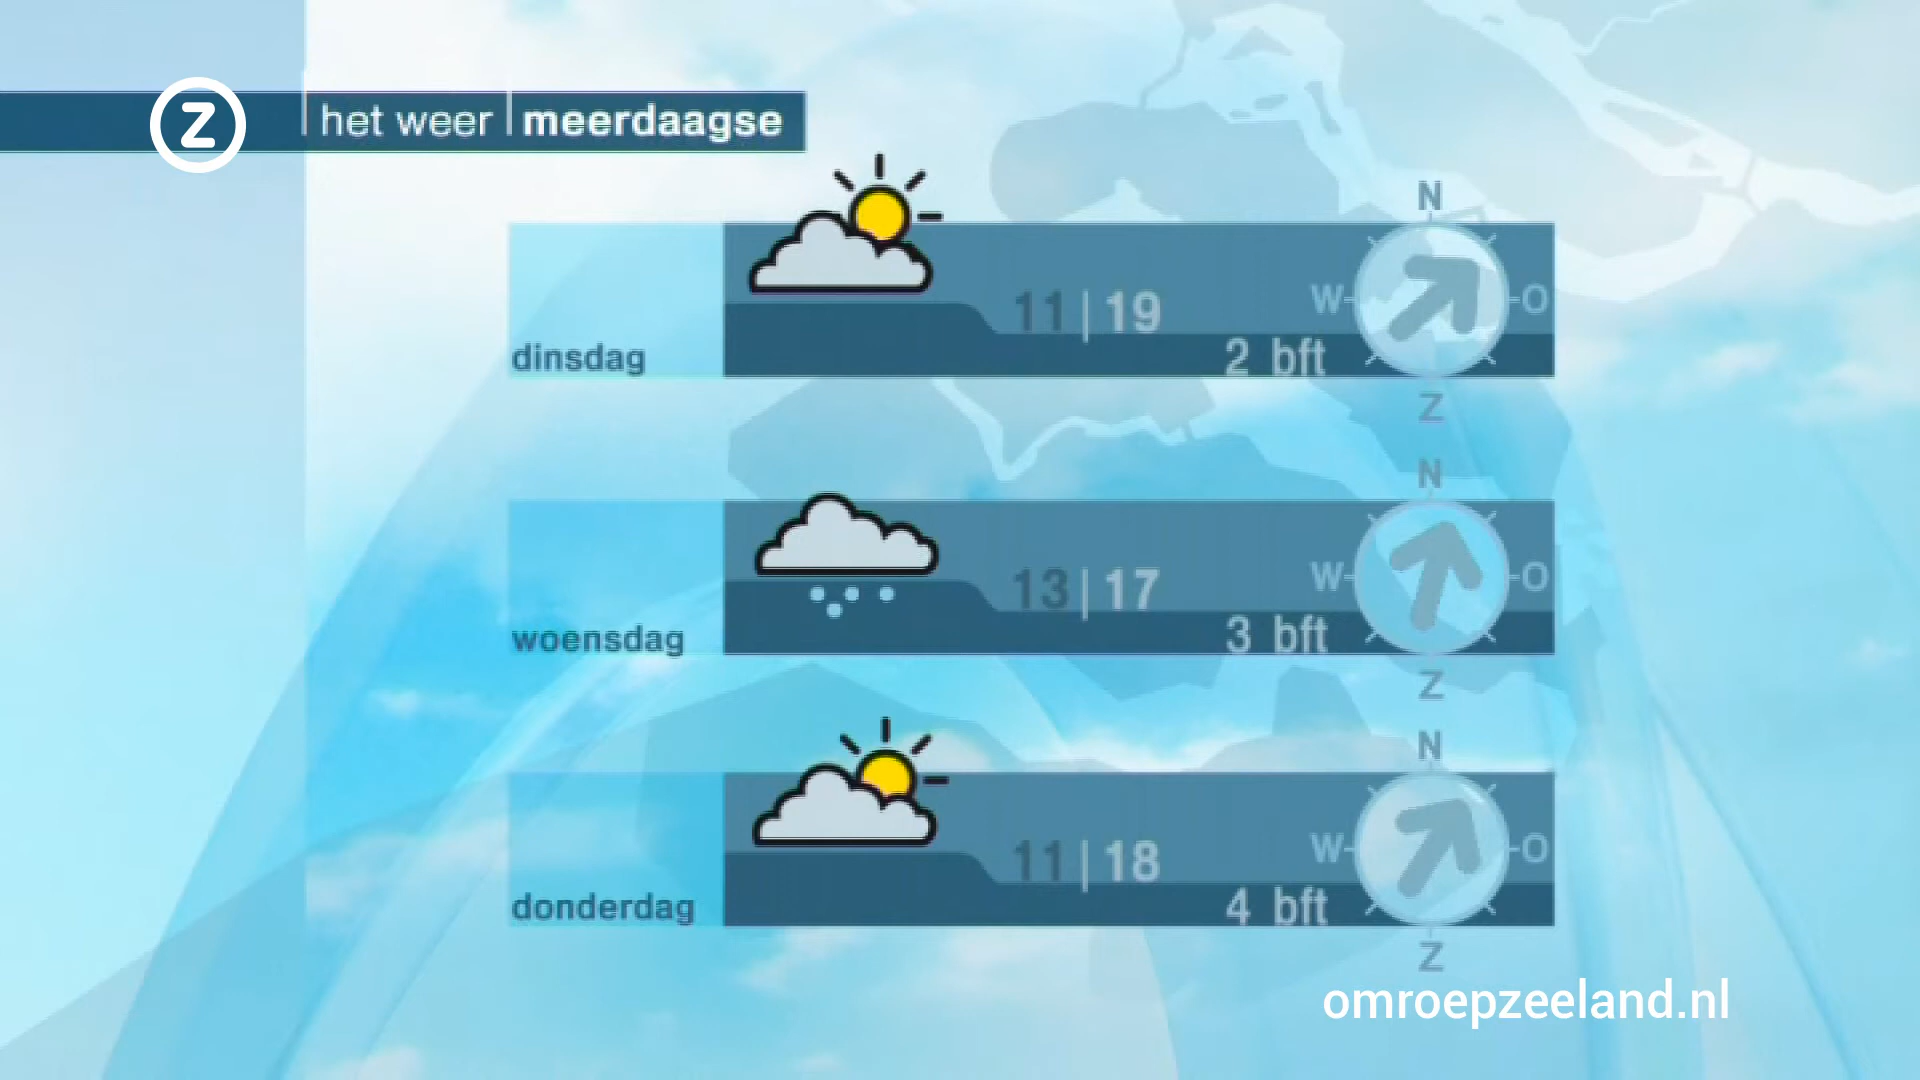 Z het weer meerdaagse
N
W O
11 19
dinsdag 2 bft
Z
N
W O
13 17
woensdag 3 bft
Z
N
W O
11 18
donderdag 4 bft
Z
omroepzeeland.nl